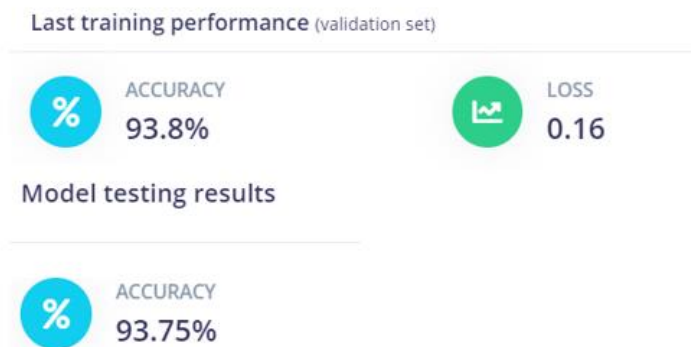 Last training performance (validation set)
%
ACCURACY
93.8%
LOSS
0.16
Model testing results
%
ACCURACY
93.75%